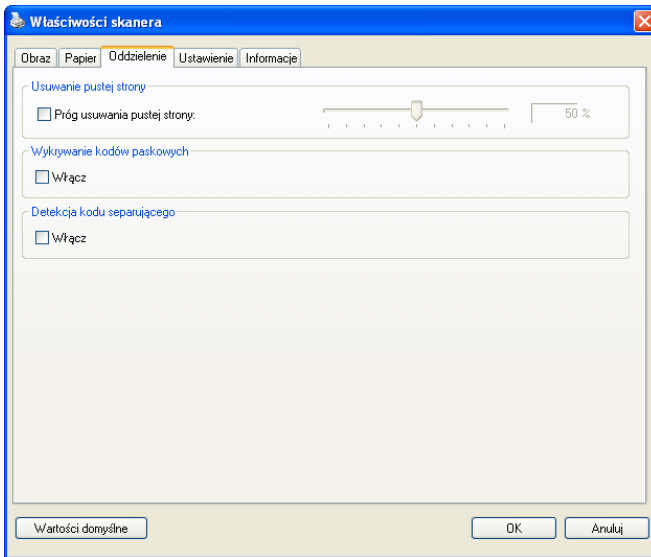 Właściwości skanera
Obraz Papier Oddzielenie Ustawienie Informacje
Usuwanie pustej strony
Próg usuwania pustej strony: 50 %
Wykrywanie kodów paskowych
Włącz
Detekcja kodu separującego
Włącz
Wartości domyślne OK Anuluj